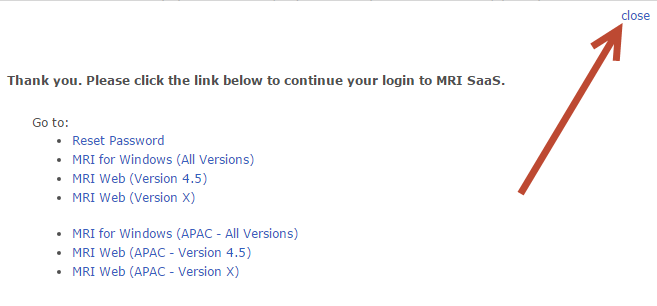 close
Thank you. Please click the link below to continue your login to MRI SaaS.
Go to:
• Reset Password
• MRI for Windows (All Versions)
• MRI Web (Version 4.5)
• MRI Web (Version X)
• MRI for Windows (APAC - All Versions)
• MRI Web (APAC - Version 4.5)
• MRI Web (APAC - Version X)